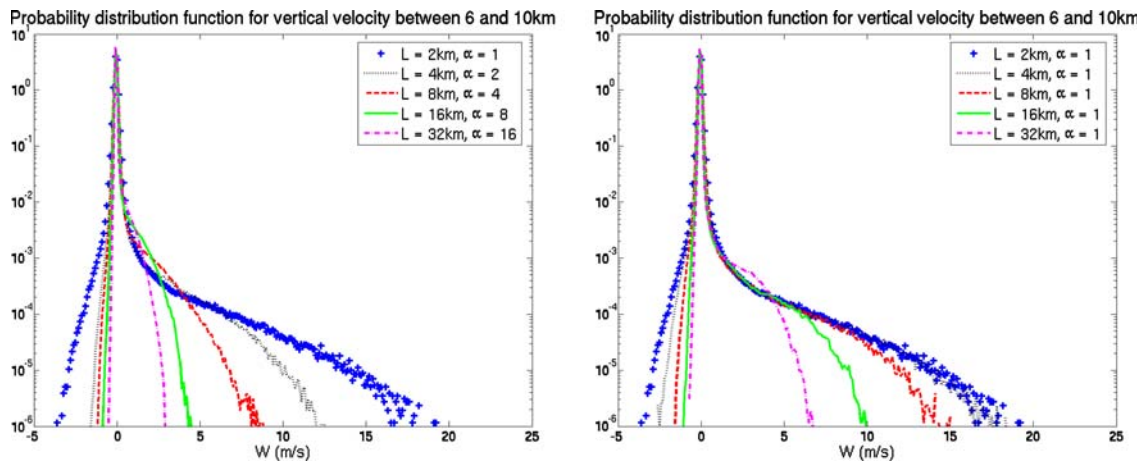 Probability distribution function for vertical velocity between 6 and 10km
10^1
10^0
10^-1
10^-2
10^-3
10^-4
10^-5
10^-6
L = 2km, α = 1
L = 4km, α = 2
L = 8km, α = 4
L = 16km, α = 8
L = 32km, α = 16
-5 0 5 10 15 20 25
W (m/s)
Probability distribution function for vertical velocity between 6 and 10km
10^1
10^0
10^-1
10^-2
10^-3
10^-4
10^-5
10^-6
L = 2km, α = 1
L = 4km, α = 1
L = 8km, α = 1
L = 16km, α = 1
L = 32km, α = 1
-5 0 5 10 15 20 25
W (m/s)